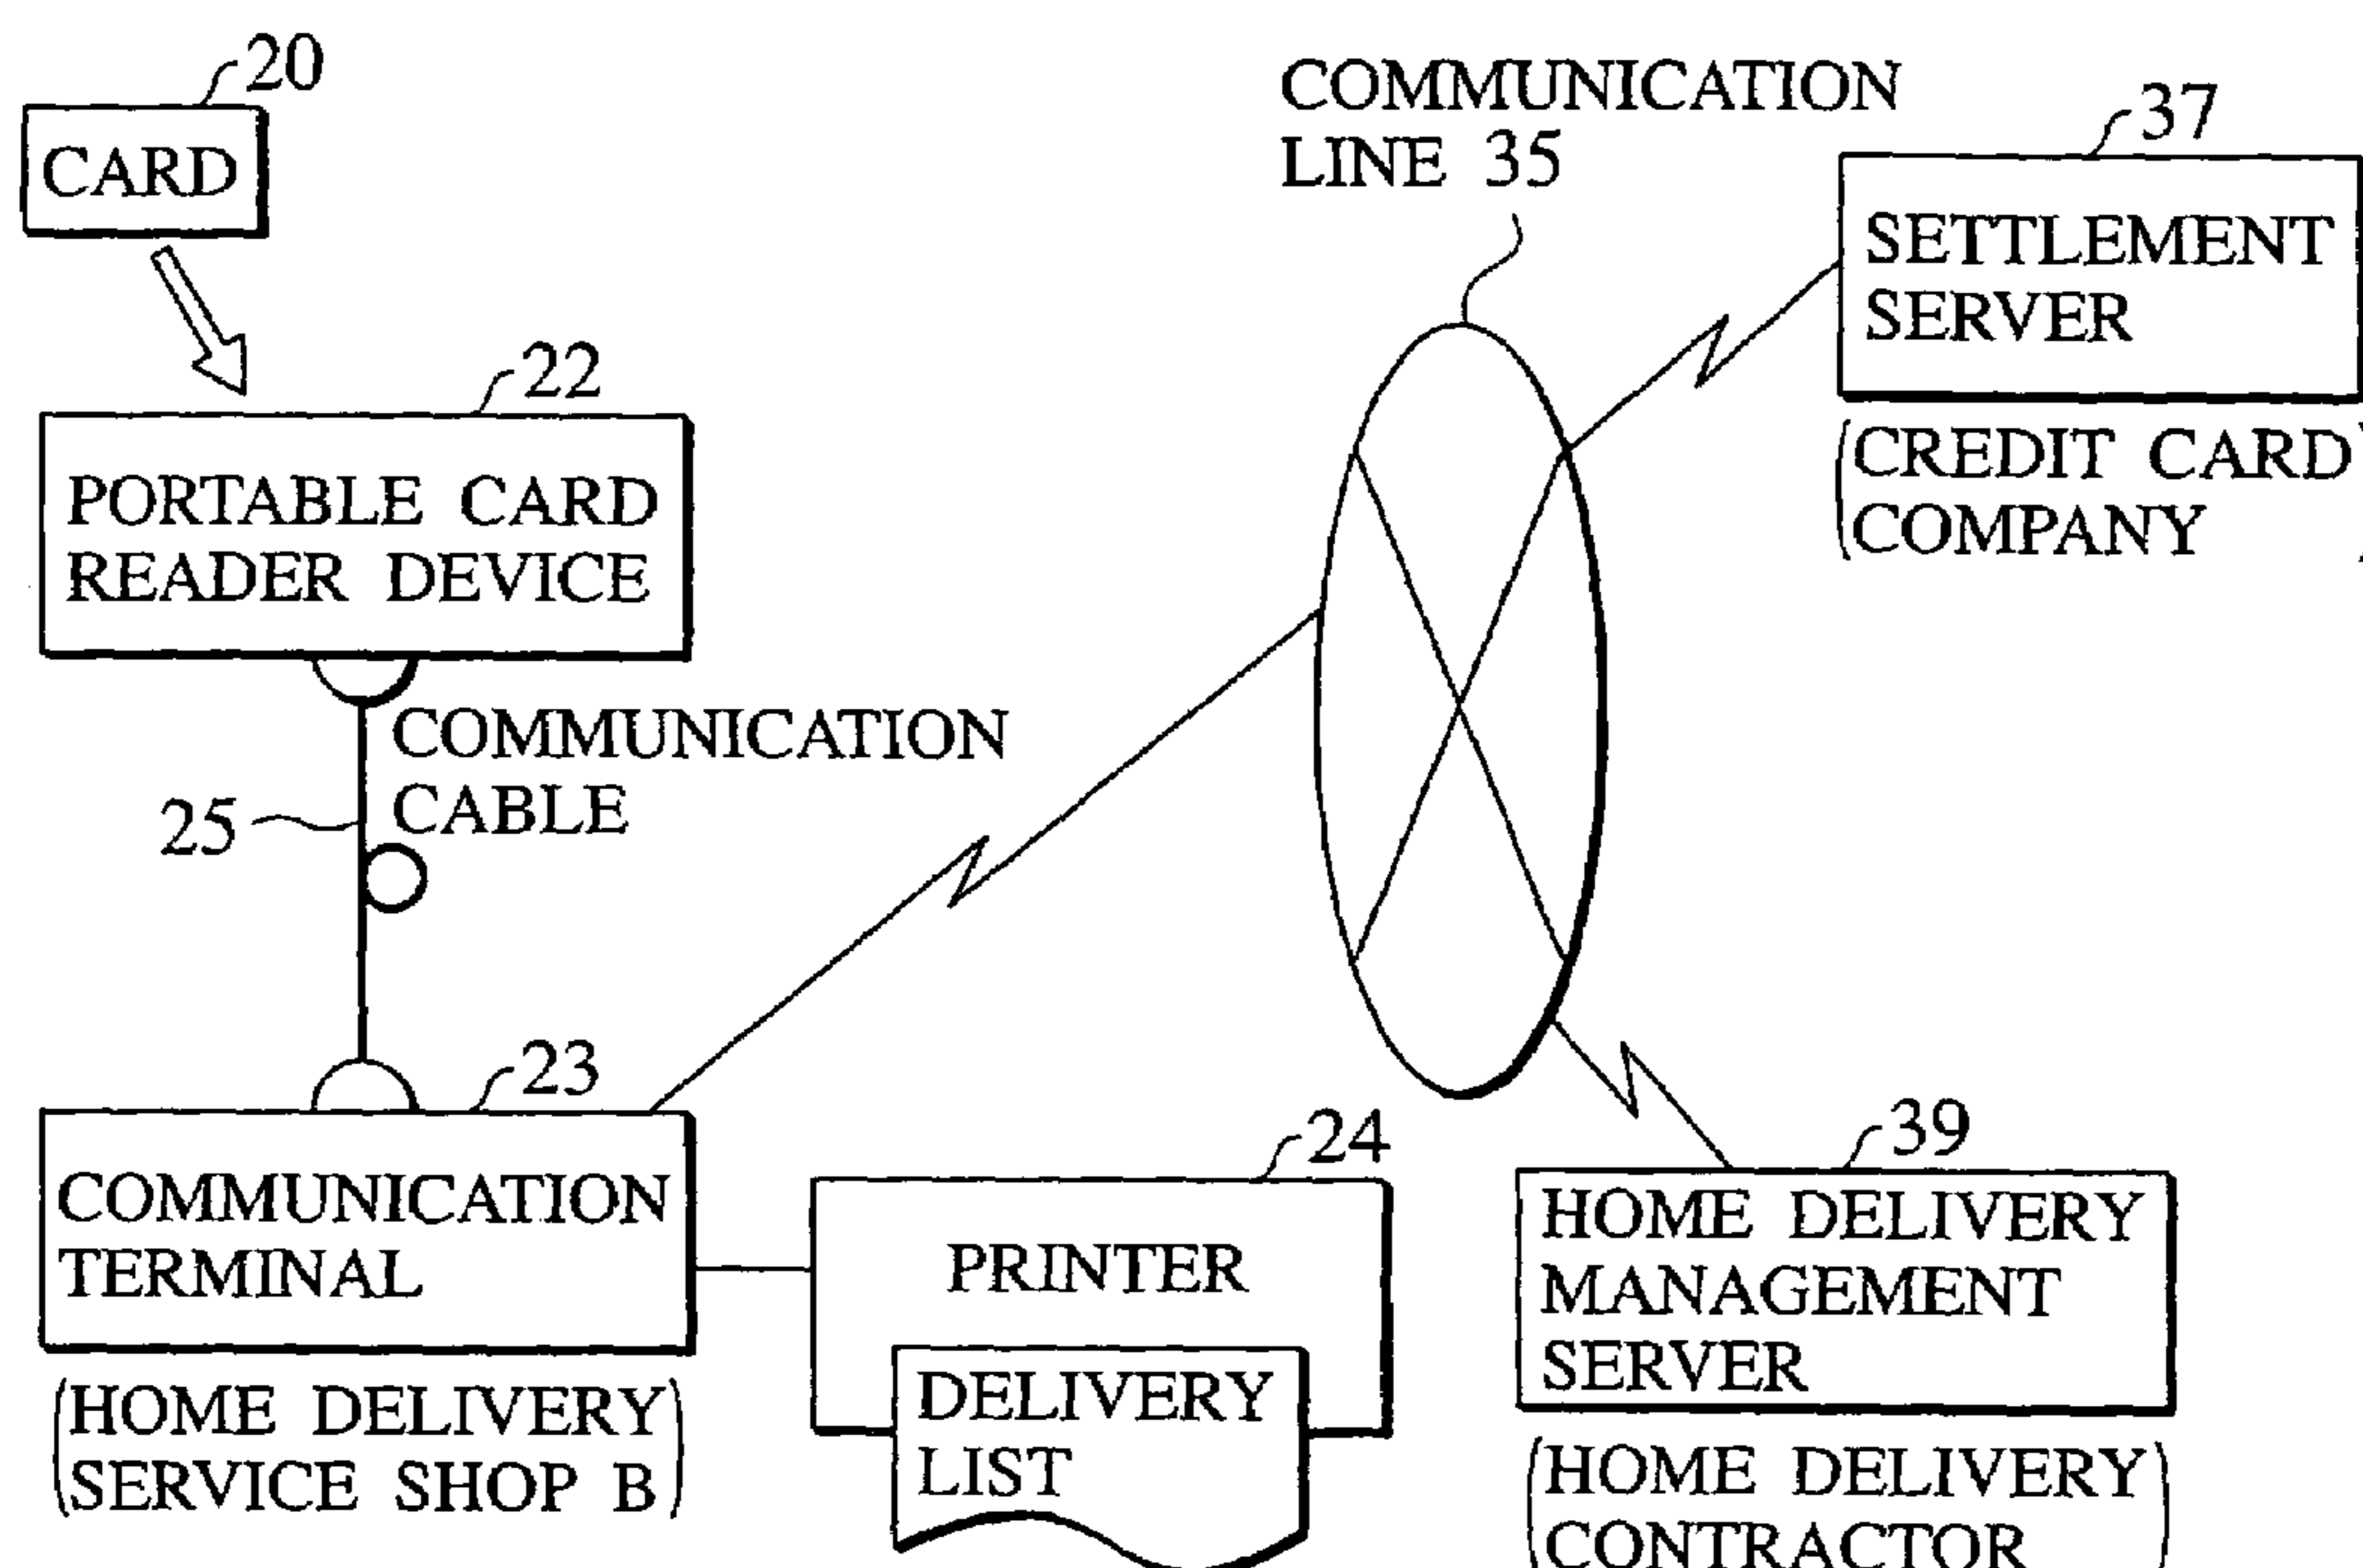 20
CARD
22
PORTABLE CARD
READER DEVICE
COMMUNICATION
CABLE
25
23
COMMUNICATION
TERMINAL
(HOME DELIVERY
SERVICE SHOP B)
24
PRINTER
DELIVERY
LIST
COMMUNICATION
LINE 35
37
SETTLEMENT
SERVER
(CREDIT CARD
COMPANY)
39
HOME DELIVERY
MANAGEMENT
SERVER
(HOME DELIVERY
CONTRACTOR)